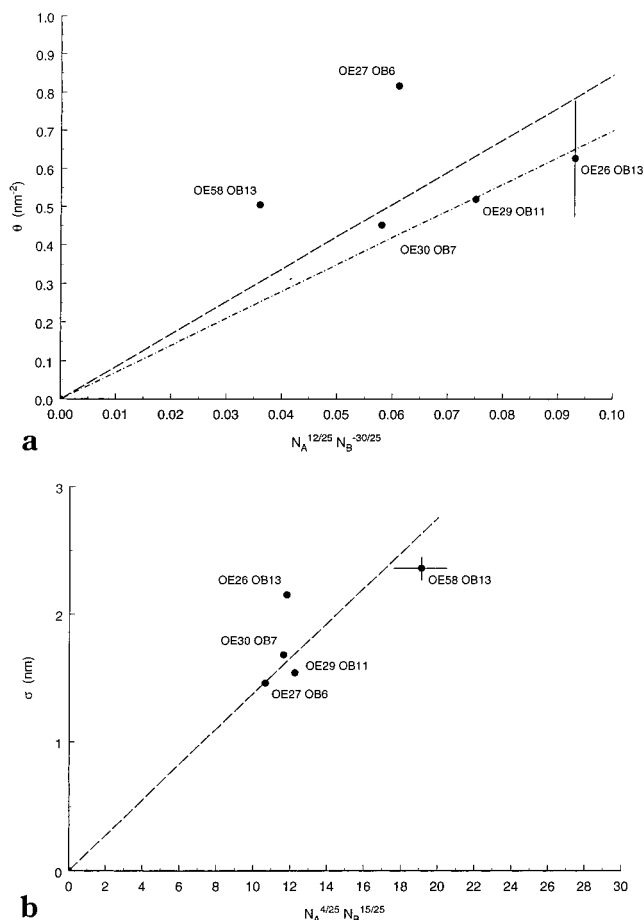 1.0
0.9
0.8
0.7
0.6
0.5
0.4
0.3
0.2
0.1
0.0
θ (nm⁻²)
OE27 OB6
OE58 OB13
OE26 OB13
OE29 OB11
OE30 OB7
0.00 0.01 0.02 0.03 0.04 0.05 0.06 0.07 0.08 0.09 0.10
a
N_A^12/25 N_B^-30/25
3
2
1
0
σ (nm)
OE26 OB13
OE58 OB13
OE30 OB7
OE29 OB11
OE27 OB6
0 2 4 6 8 10 12 14 16 18 20 22 24 26 28 30
b
N_A^4/25 N_B^15/25